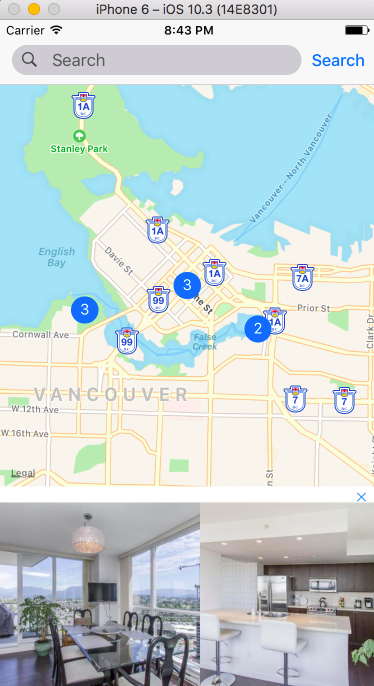 iPhone 6 – iOS 10.3 (14E8301)
Carrier 8:43 PM
Search Search
1A
Stanley Park
Vancouver - North Vancouver
1A
English
Bay
Davie St
1A
7A
3
3
99
Prior St
1A
2
Cornwall Ave
99
False
Creek
Clark Dr
VANCOUVER
7
7
W 12th Ave
W 16th Ave
Legal